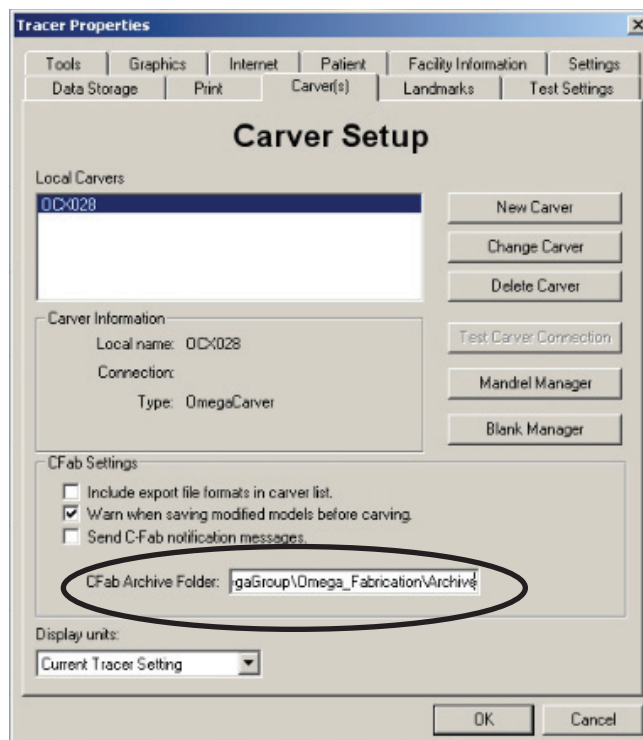 Tracer Properties
Tools Graphics Internet Patient Facility Information Settings
Data Storage Print Carver(s) Landmarks Test Settings
Carver Setup
Local Carvers
OCX028
New Carver
Change Carver
Delete Carver
Carver Information
Local name: OCX028
Connection:
Type: OmegaCarver
Test Carver Connection
Mandrel Manager
Blank Manager
CFab Settings
Include export file formats in carver list.
Warn when saving modified models before carving.
Send C-Fab notification messages.
CFab Archive Folder: gaGroup\Omega_Fabrication\Archive
Display units:
Current Tracer Setting
OK Cancel